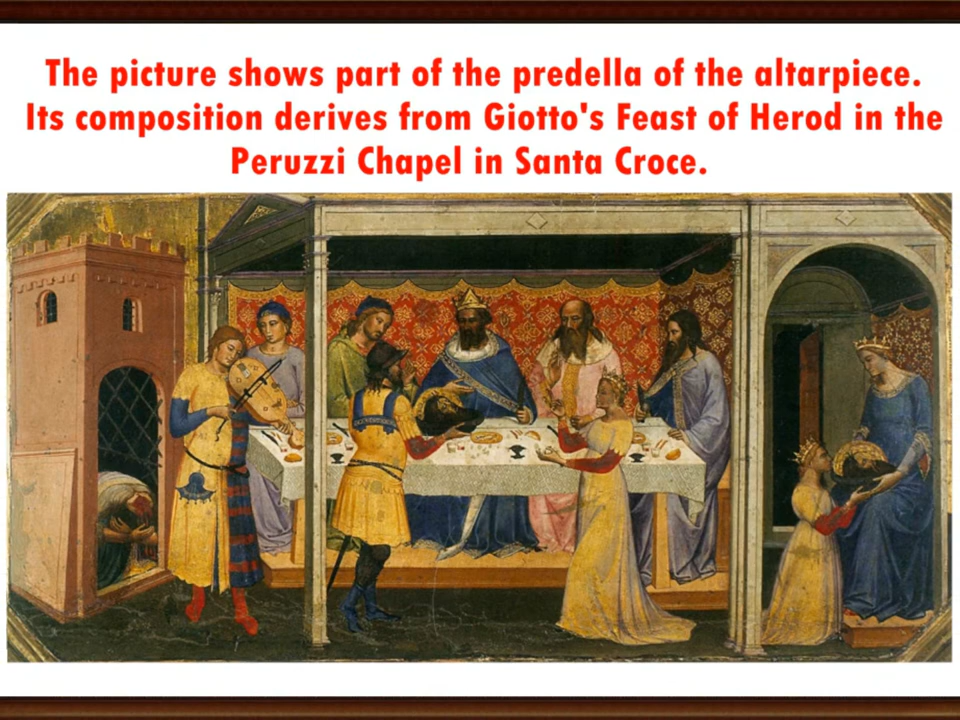 The picture shows part of the predella of the altarpiece.
Its composition derives from Giotto's Feast of Herod in the
Peruzzi Chapel in Santa Croce.